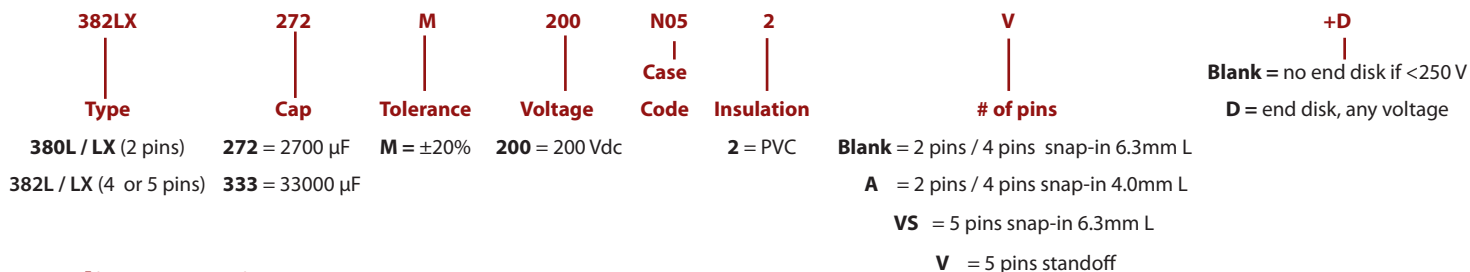 382LX 272 M 200 N05 2 V +D
Case Blank = no end disk if <250 V
Type Cap Tolerance Voltage Code Insulation # of pins D = end disk, any voltage
380L / LX (2 pins) 272 = 2700 µF M = ±20% 200 = 200 Vdc 2 = PVC Blank = 2 pins / 4 pins snap-in 6.3mm L
382L / LX (4 or 5 pins) 333 = 33000 µF A = 2 pins / 4 pins snap-in 4.0mm L
VS = 5 pins snap-in 6.3mm L
V = 5 pins standoff